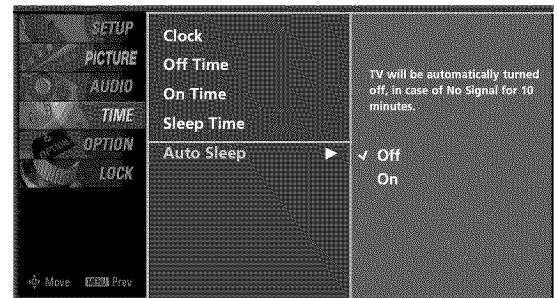 SETUP
PICTURE
AUDIO
TIME
OPTION
LOCK
Move MENU Prev
Clock
Off Time
On Time
Sleep Time
Auto Sleep
TV will be automatically turned
off, in case of No Signal for 10
minutes.
✓ Off
On